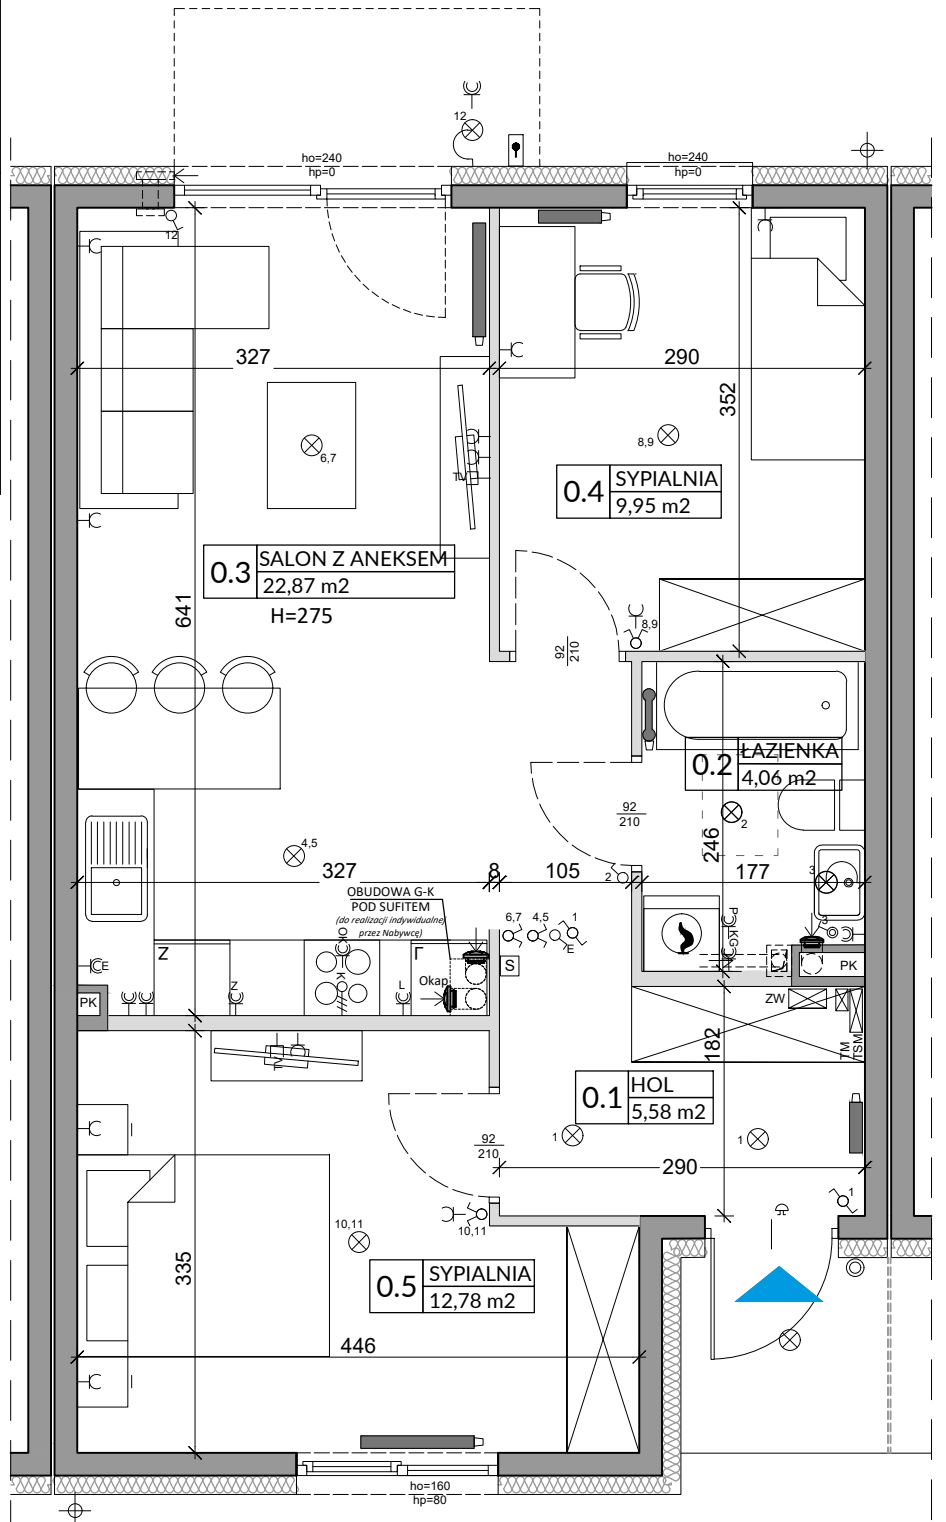 12
ho=240
hp=0
ho=240
hp=0
12
327
290
352
6,7
8,9
TV
0.4
SYPIALNIA
9,95 m2
0.3
SALON Z ANEKSEM
22,87 m2
H=275
641
8,9
92
210
0.2
ŁAZIENKA
4,06 m2
92
210
2
246
4,5
327
8
105
2
177
3
OBUDOWA G-K
POD SUFITEM
(do realizacji indywidualnej
przez Nabywcę)
6,7
4,5
1
E
P
KG
3
S
PK
E
Z
OK
K
Okap
PK
Z
L
ZW
TM
TSM
182
TV
0.1
HOL
5,58 m2
1
1
92
210
290
1
10,11
10,11
335
0.5
SYPIALNIA
12,78 m2
446
ho=160
hp=80